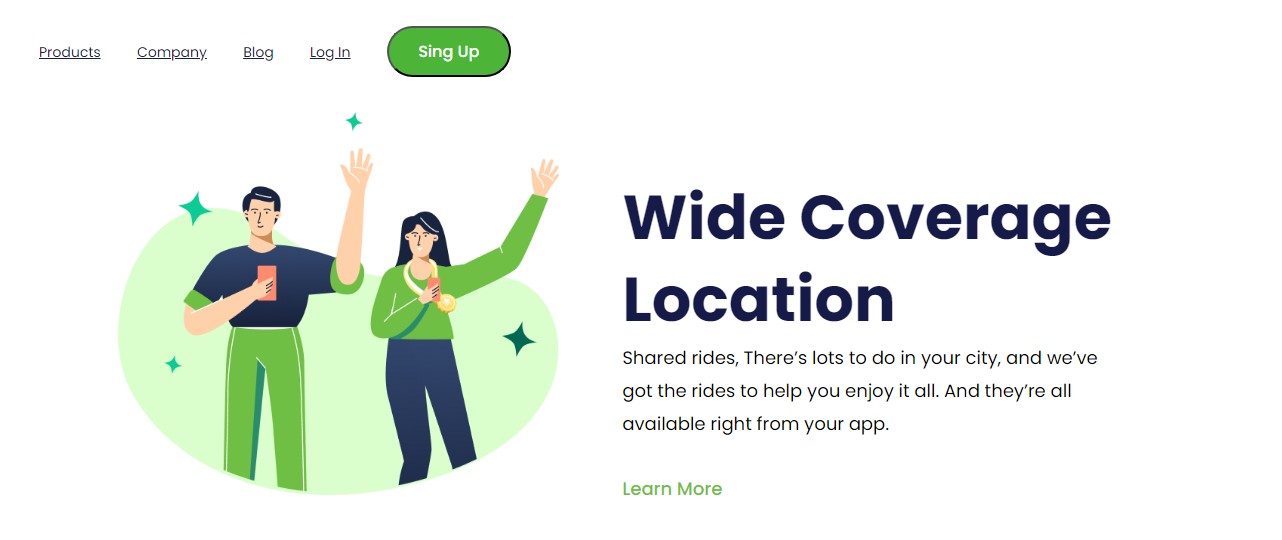 Products Company Blog Log In Sing Up
Wide Coverage
Location
Shared rides, There’s lots to do in your city, and we’ve
got the rides to help you enjoy it all. And they’re all
available right from your app.
Learn More